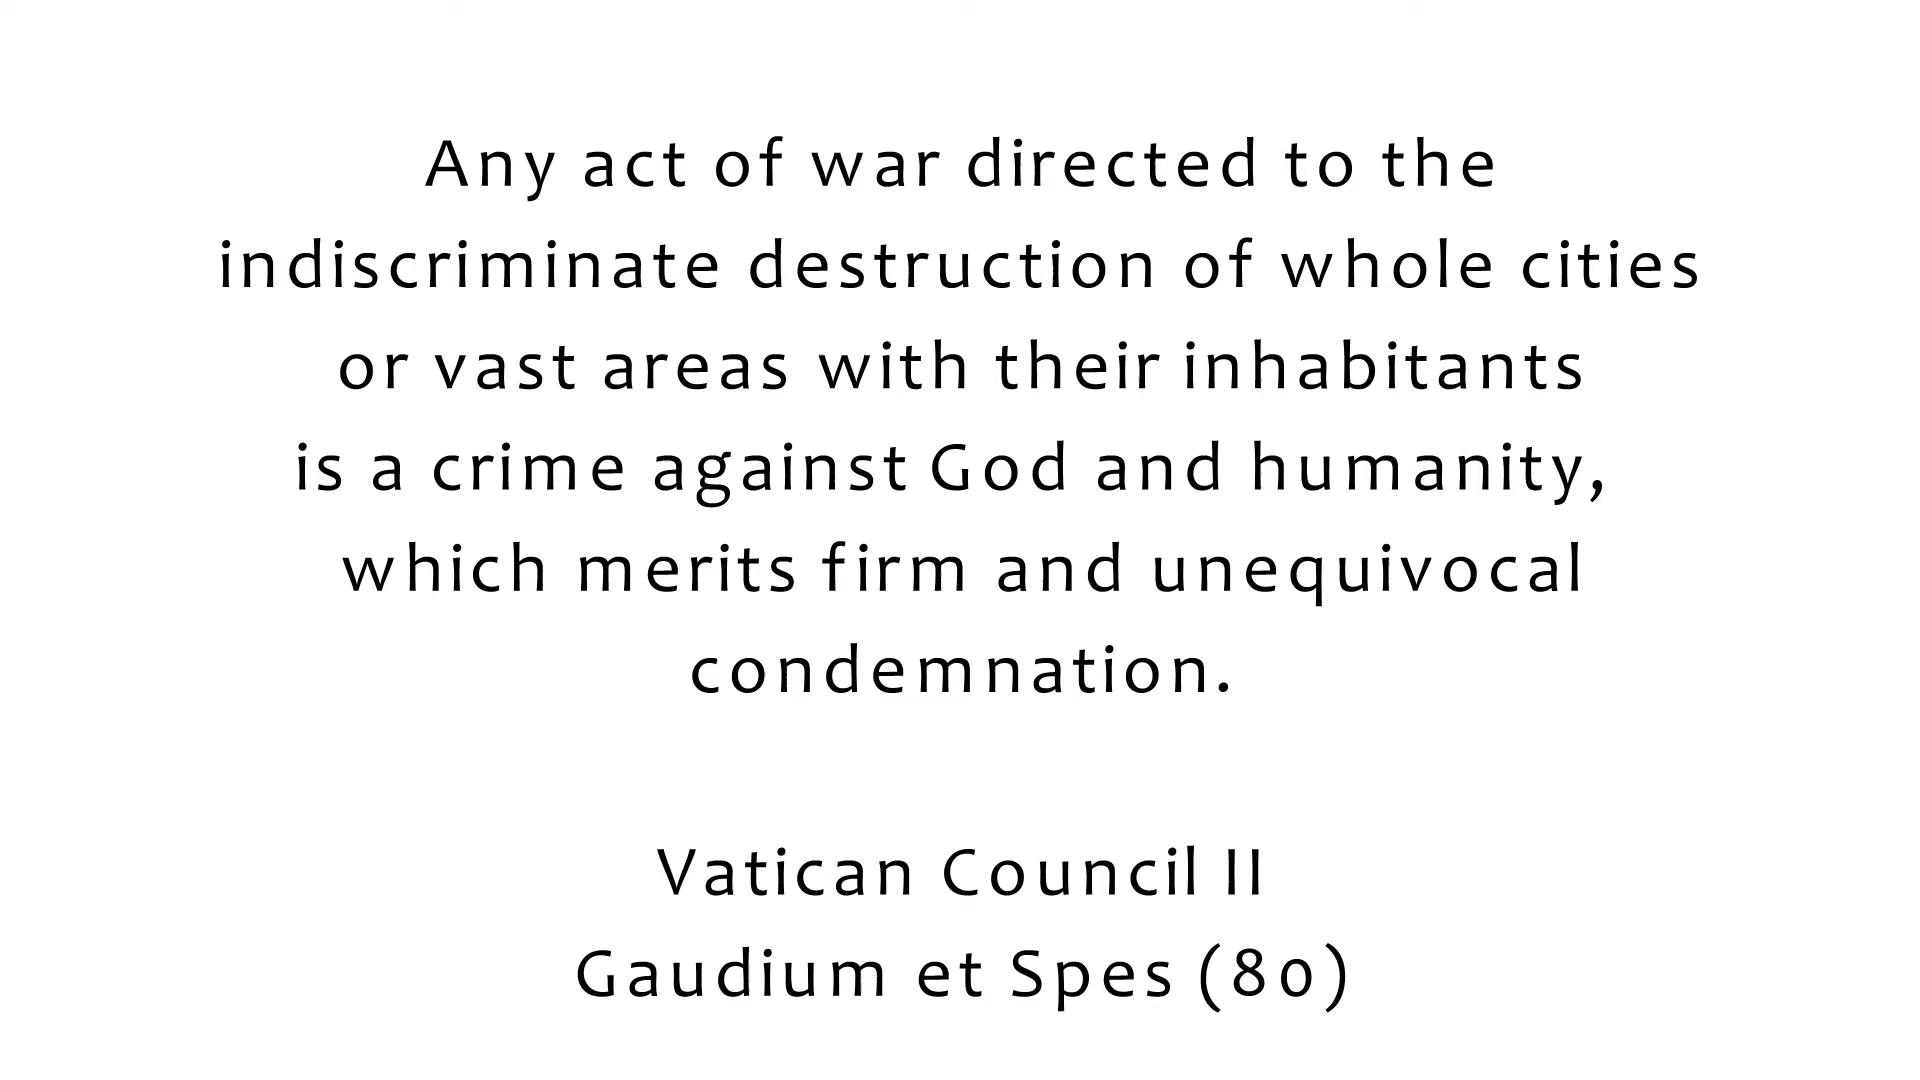 Any act of war directed to the
indiscriminate destruction of whole cities
or vast areas with their inhabitants
is a crime against God and humanity,
which merits firm and unequivocal
condemnation.
Vatican Council II
Gaudium et Spes (80)